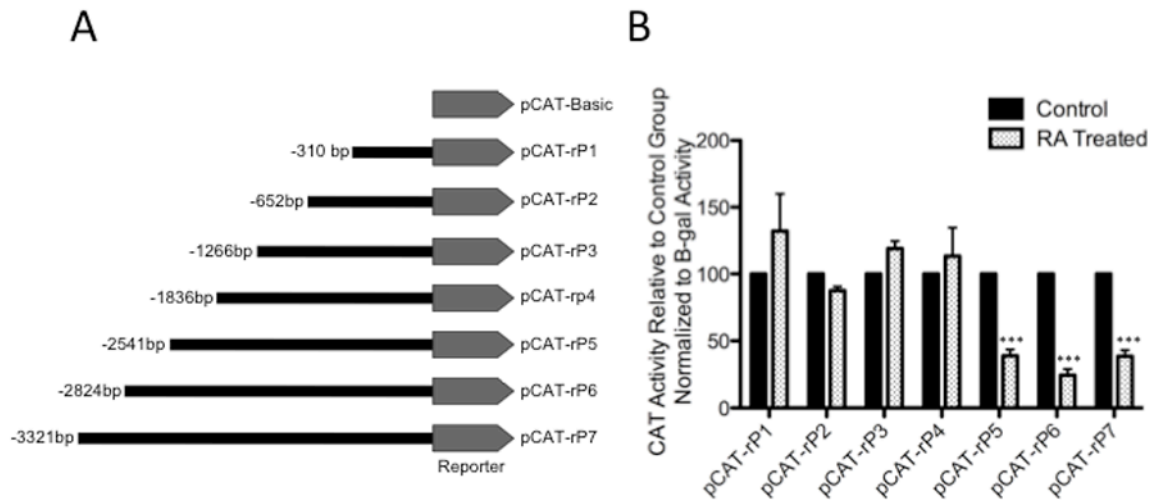 A
pCAT-Basic
-310 bp pCAT-rP1
-652bp pCAT-rP2
-1266bp pCAT-rP3
-1836bp pCAT-rp4
-2541bp pCAT-rP5
-2824bp pCAT-rP6
-3321bp pCAT-rP7
Reporter
B
CAT Activity Relative to Control Group
Normalized to B-gal Activity
Control
RA Treated
200
150
100
50
0
***
***
***
pCAT-rP1
pCAT-rP2
pCAT-rP3
pCAT-rP4
pCAT-rP5
pCAT-rP6
pCAT-rP7